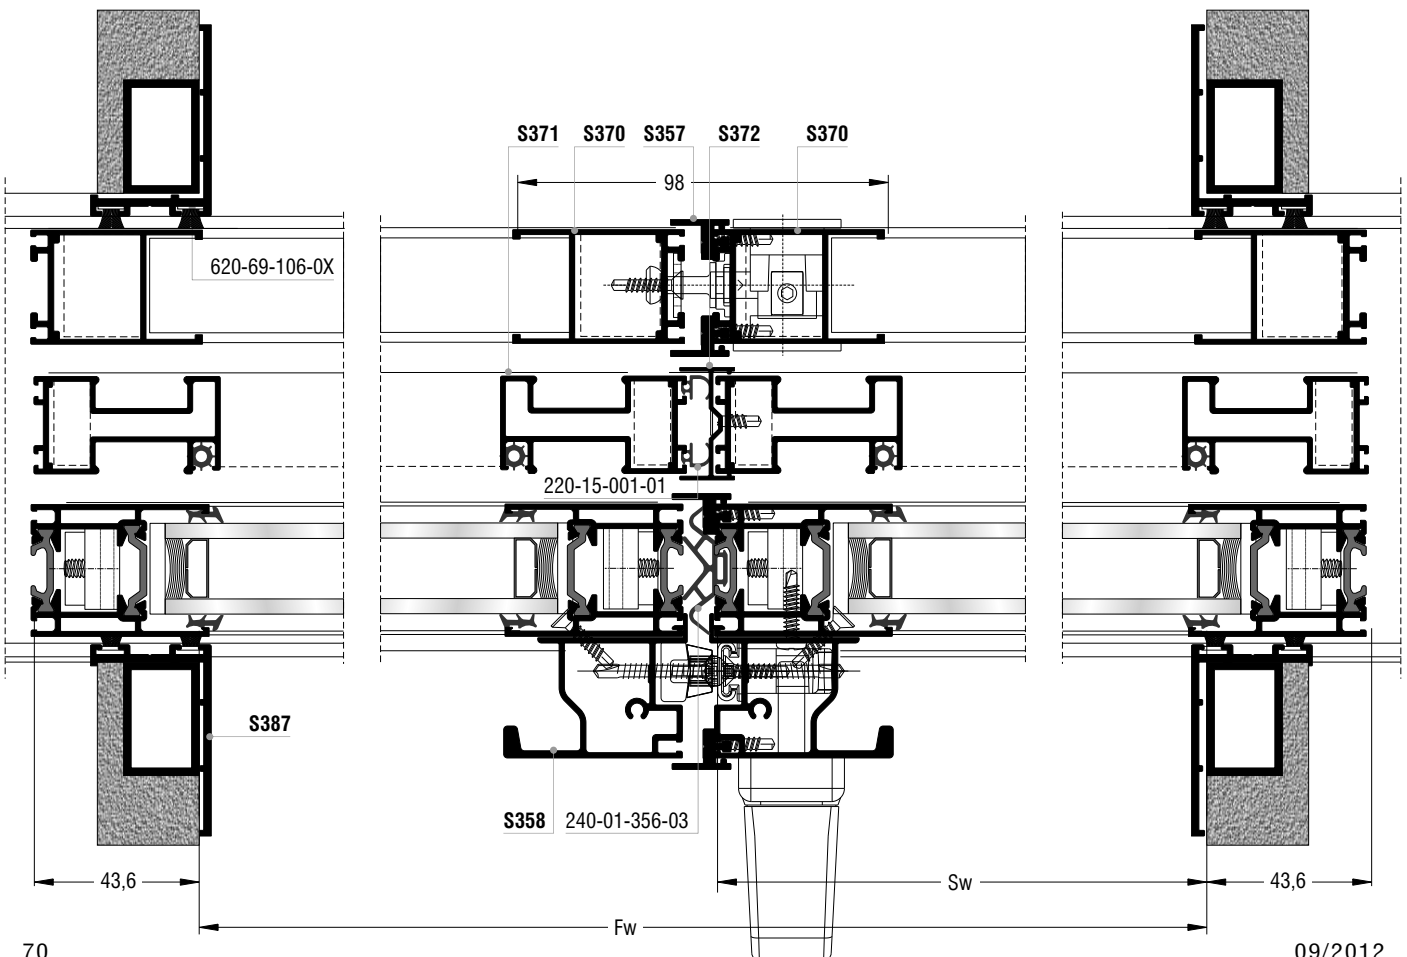 S371 S370 S357 S372 S370
98
620-69-106-0X
220-15-001-01
S387
S358 240-01-356-03
43,6 Sw 43,6
Fw
70 09/2012